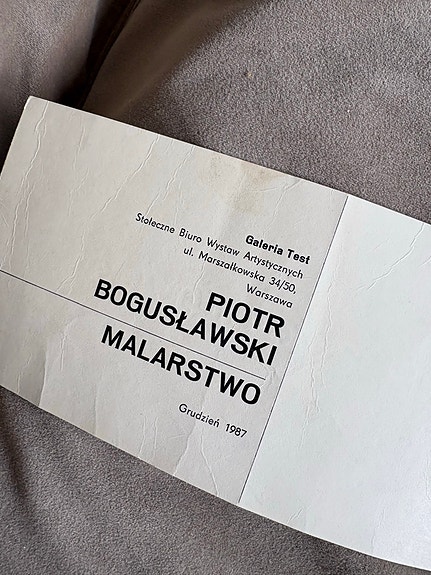 Galeria Test
Stołeczne Biuro Wystaw Artystycznych
ul. Marszałkowska 34/50,
Warszawa
PIOTR
BOGUSŁAWSKI
MALARSTWO
Grudzień 1987